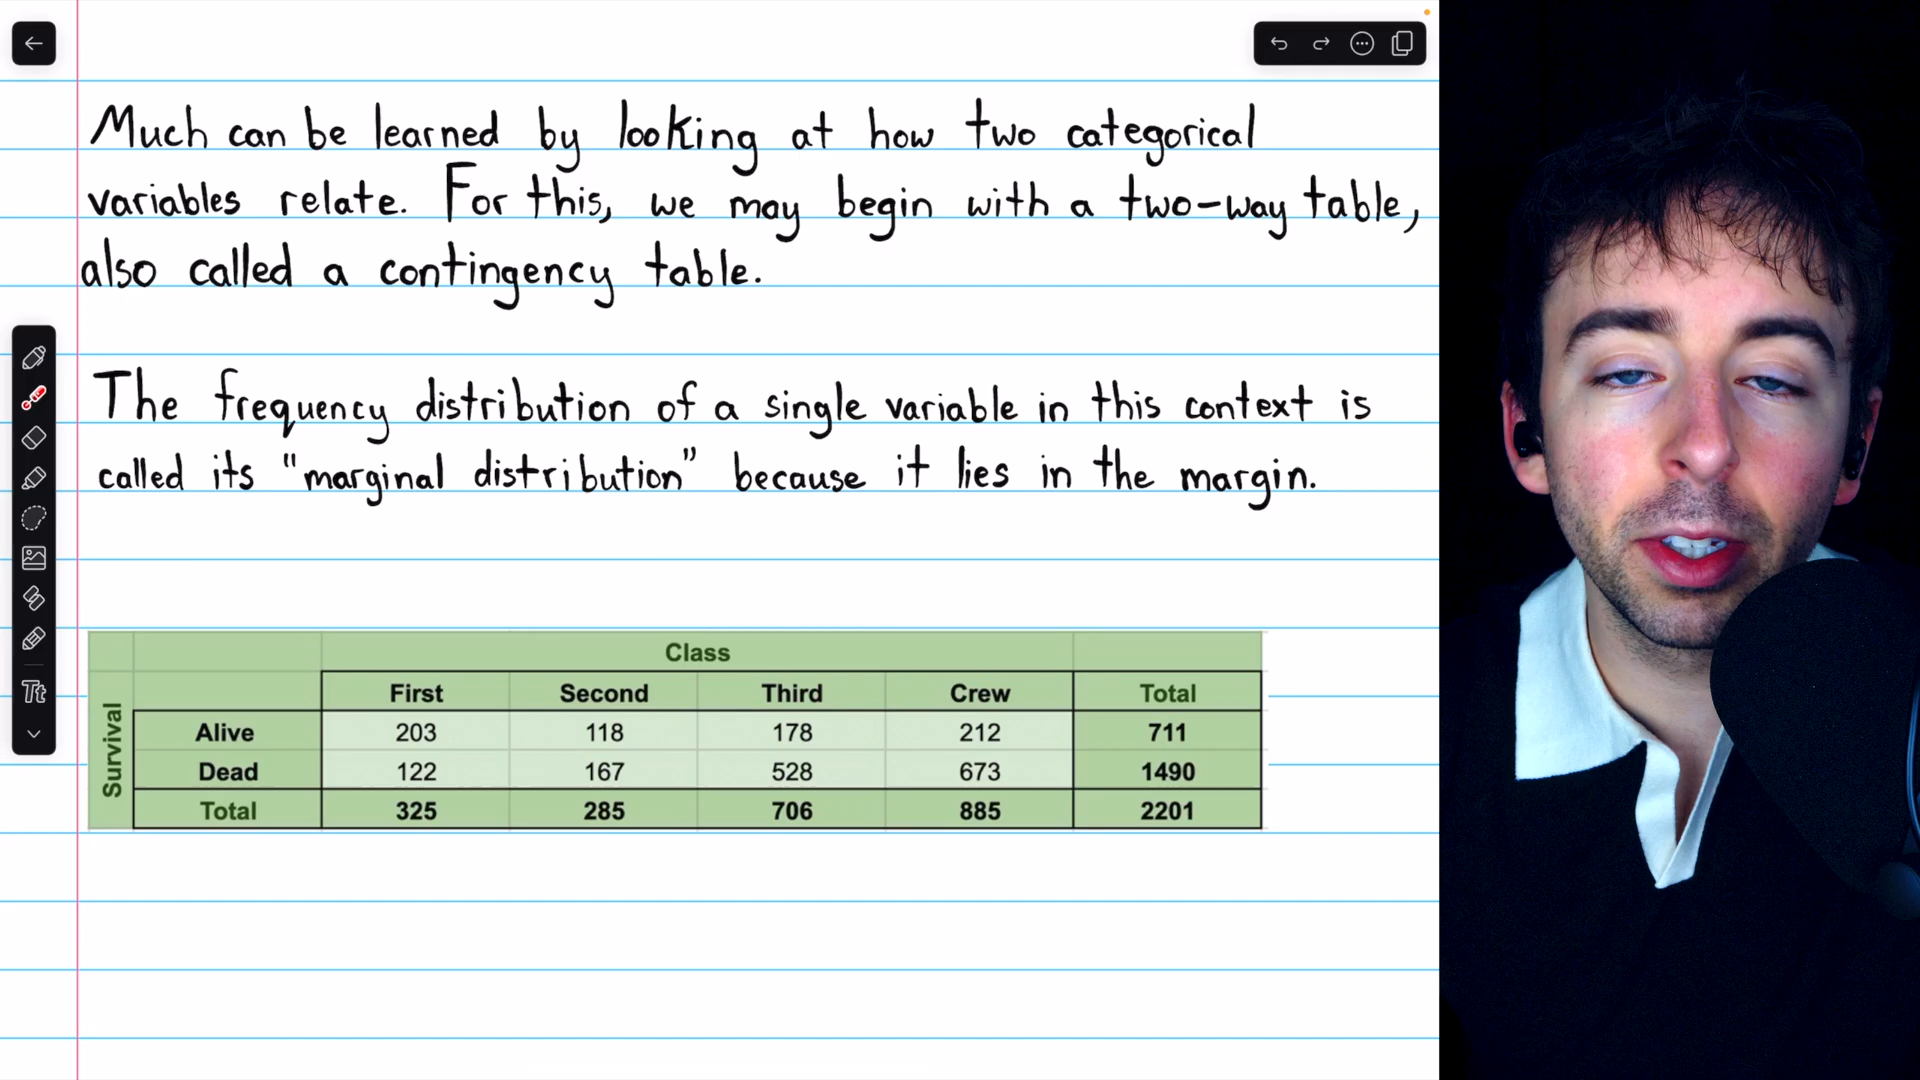 Much can be learned by looking at how two categorical
variables relate. For this, we may begin with a two-way table,
also called a contingency table.
The frequency distribution of a single variable in this context is
called its "marginal distribution" because it lies in the margin.
Class
First Second Third Crew Total
Survival
Alive 203 118 178 212 711
Dead 122 167 528 673 1490
Total 325 285 706 885 2201
Tt